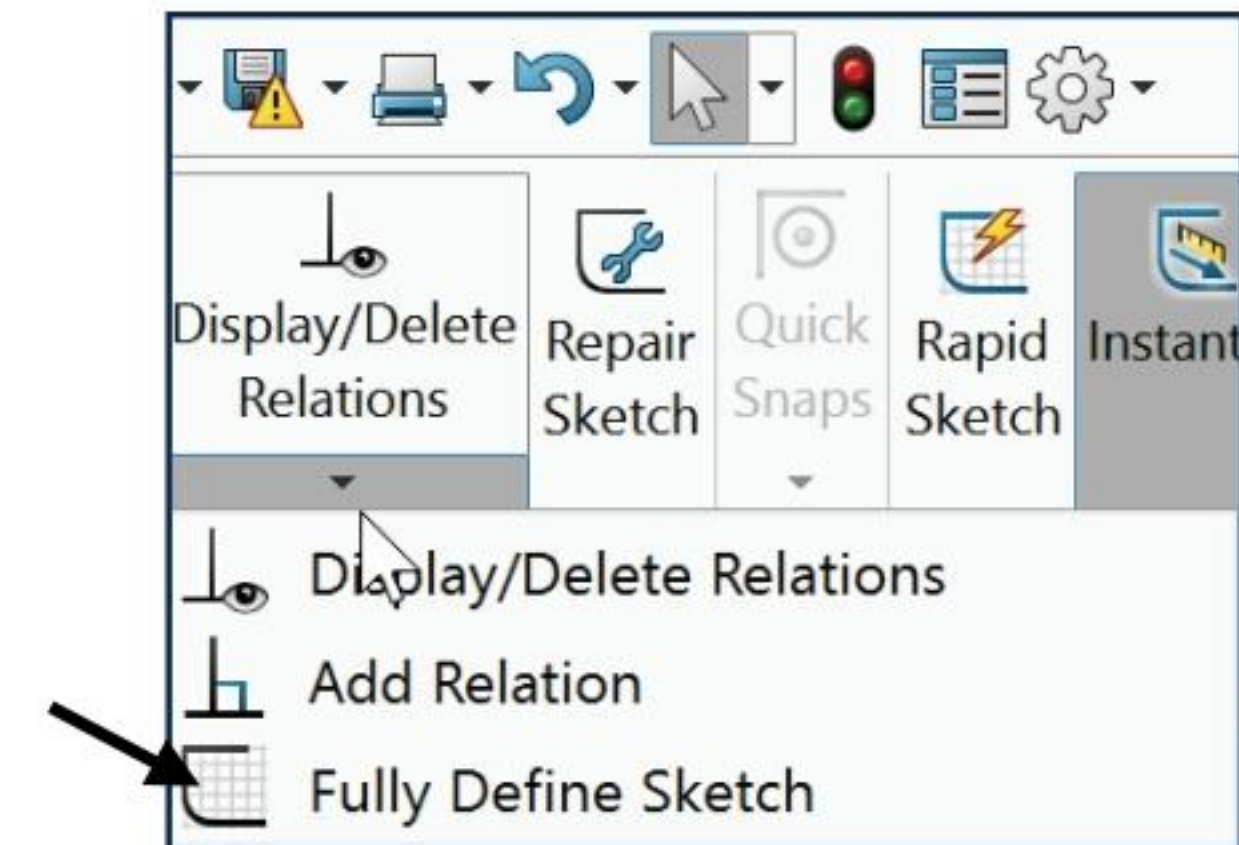 Display/Delete
Relations
Repair
Sketch
Quick
Snaps
Rapid
Sketch
Instant
Display/Delete Relations
Add Relation
Fully Define Sketch